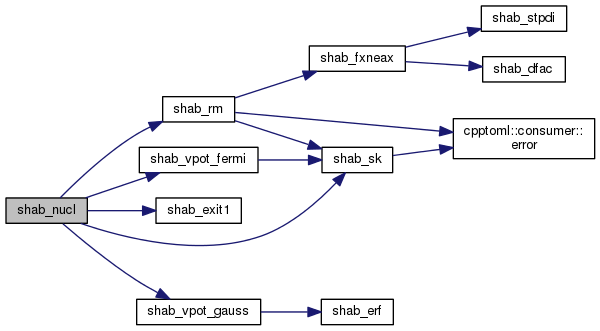 shab_stpdi
shab_fxneax
shab_dfac
shab_rm
cpptoml::consumer::
error
shab_vpot_fermi
shab_sk
shab_nucl
shab_exit1
shab_vpot_gauss
shab_erf